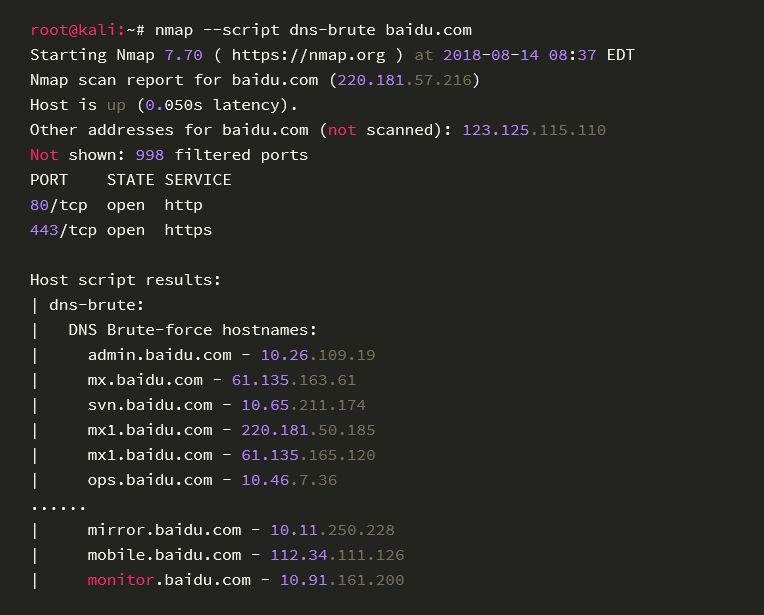 root@kali:~# nmap --script dns-brute baidu.com
Starting Nmap 7.70 ( https://nmap.org ) at 2018-08-14 08:37 EDT
Nmap scan report for baidu.com (220.181.57.216)
Host is up (0.050s latency).
Other addresses for baidu.com (not scanned): 123.125.115.110
Not shown: 998 filtered ports
PORT    STATE SERVICE
80/tcp  open  http
443/tcp open  https

Host script results:
| dns-brute:
|   DNS Brute-force hostnames:
|     admin.baidu.com - 10.26.109.19
|     mx.baidu.com - 61.135.163.61
|     svn.baidu.com - 10.65.211.174
|     mx1.baidu.com - 220.181.50.185
|     mx1.baidu.com - 61.135.165.120
|     ops.baidu.com - 10.46.7.36
......
|     mirror.baidu.com - 10.11.250.228
|     mobile.baidu.com - 112.34.111.126
|     monitor.baidu.com - 10.91.161.200